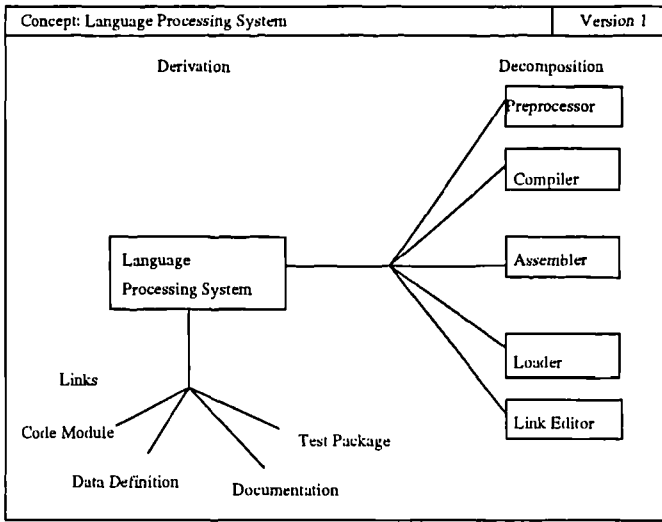 Concept: Language Processing System
Version 1
Derivation
Decomposition
Preprocessor
Compiler
Language
Processing System
Assembler
Loader
Link Editor
Links
Code Module
Data Definition
Documentation
Test Package